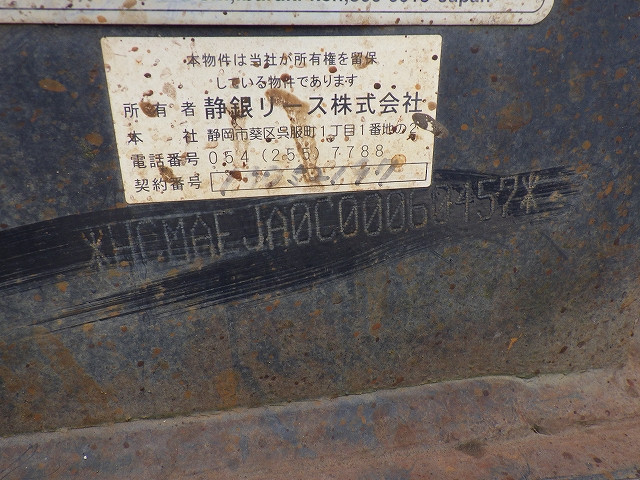 Japan
本物件は当社が所有権を留保
している物件であります
所有者 静銀リース株式会社
本社 静岡市葵区呉服町1丁目1番地の2
電話番号 054(255)7788
契約番号
*HCMAFJA0C00060457*